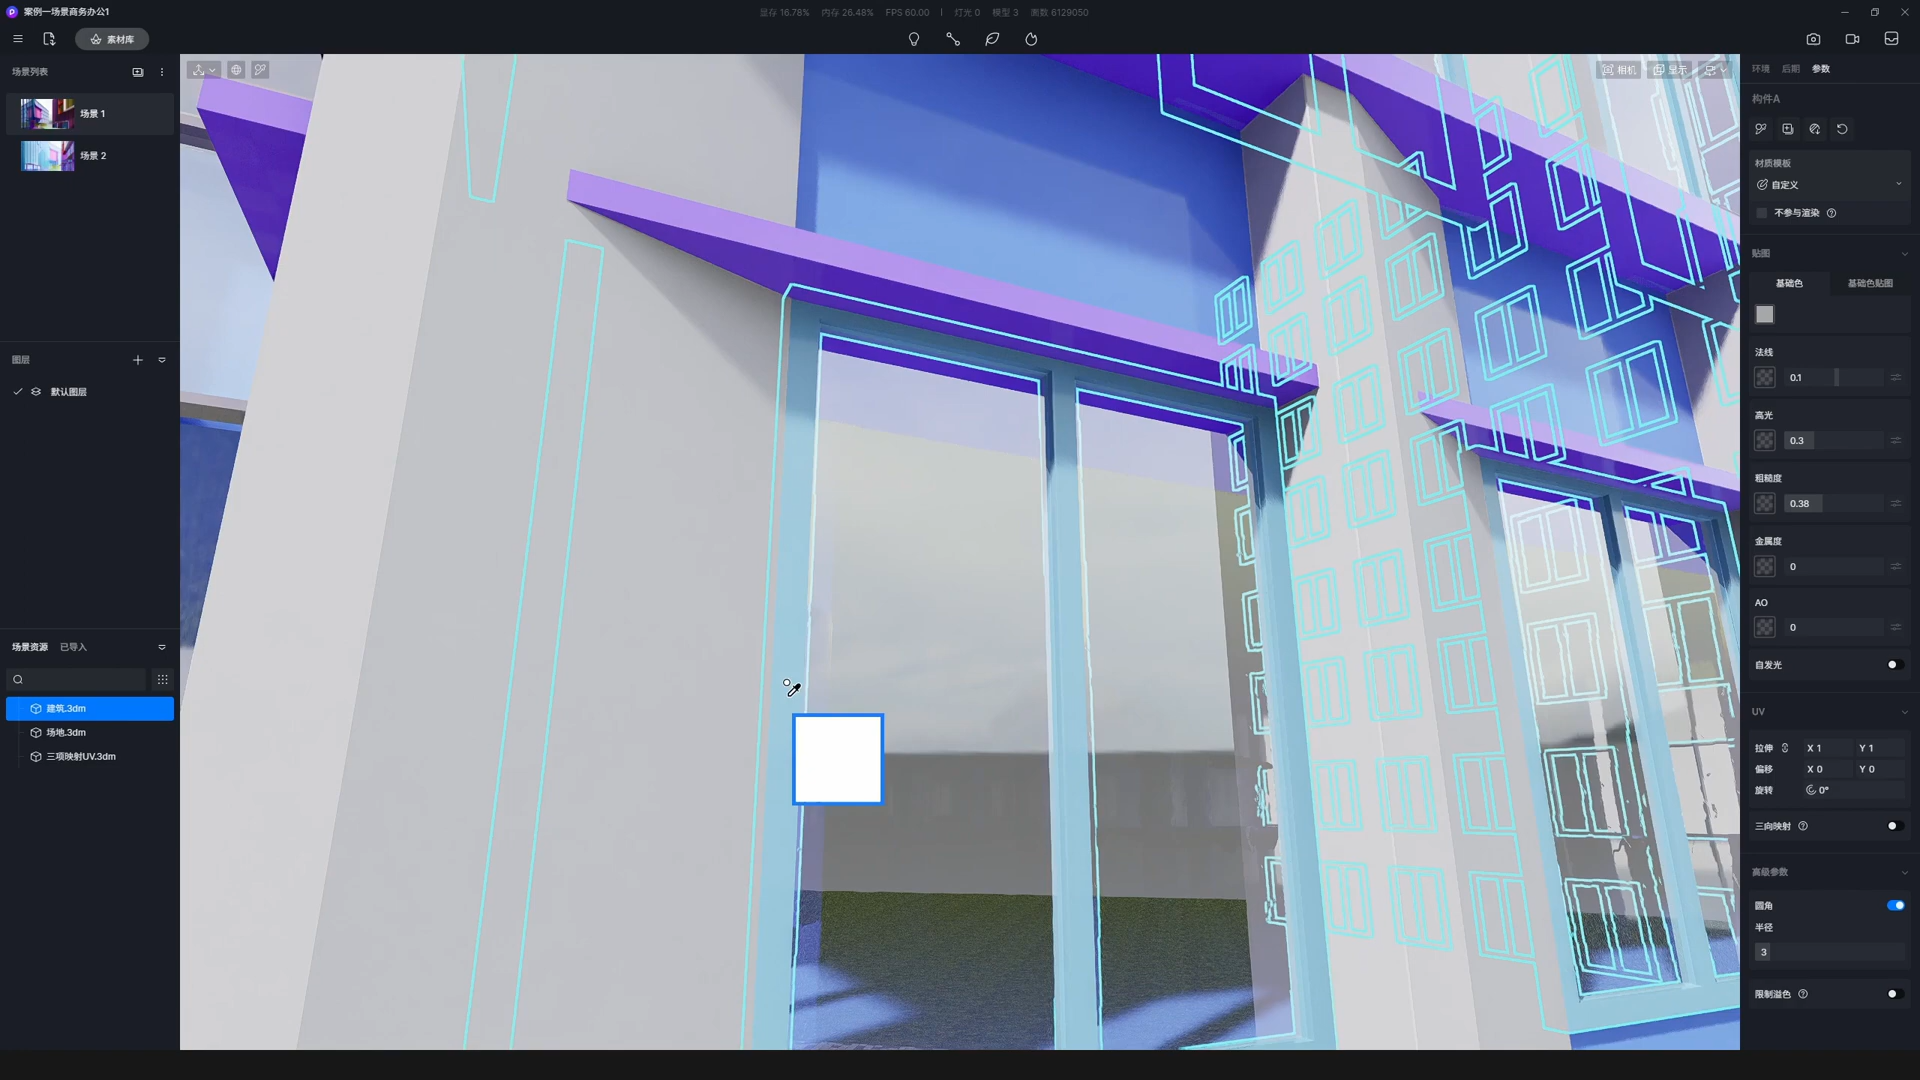 案例一场景商务办公1
显存 16.78% 内存 26.48% FPS 60.00 | 灯光 0 模型 3 面数 6129050
素材库
场景列表
场景 1
场景 2
图层
默认图层
场景资源 已导入
建筑.3dm
场地.3dm
三项映射UV.3dm
相机 显示
环境 后期 参数
构件A
材质模板
自定义
不参与渲染
贴图
基础色 基础色贴图
法线
0.1
高光
0.3
粗糙度
0.38
金属度
0
AO
0
自发光
UV
拉伸 X 1 Y 1
偏移 X 0 Y 0
旋转 0°
三向映射
高级参数
圆角
半径
3
限制溢色